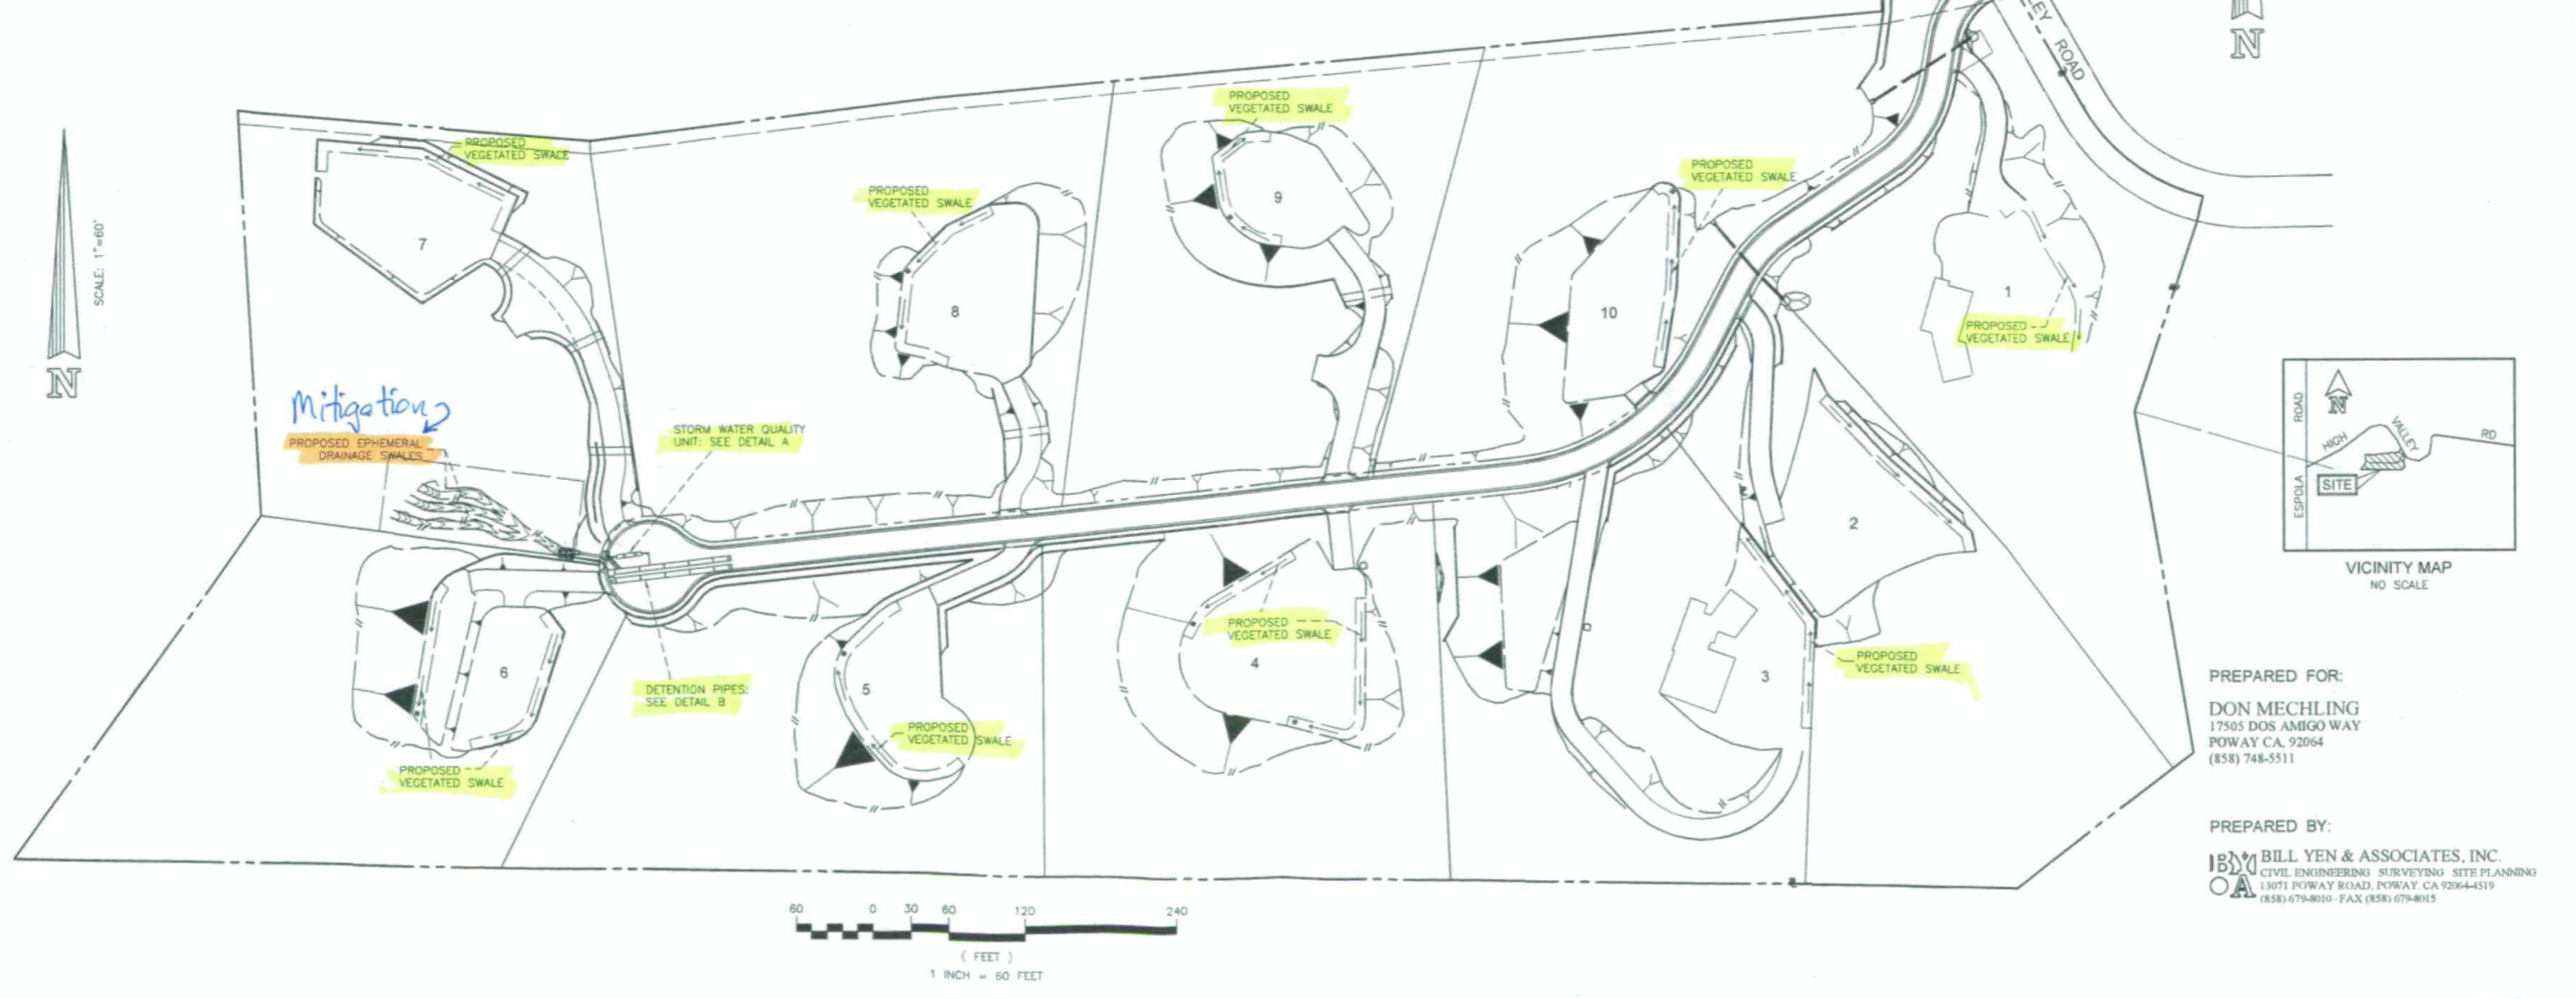 EY ROAD
N
PROPOSED
VEGETATED SWALE
PROPOSED
VEGETATED SWALE
PROPOSED
VEGETATED SWALE
PROPOSED
VEGETATED SWALE
SCALE: 1"=60'
N
7
8
9
10
1
PROPOSED
VEGETATED SWALE
Mitigation
PROPOSED EPHEMERAL
DRAINAGE SWALES
STORM WATER QUALITY
UNIT: SEE DETAIL A
2
N
ESPOLA ROAD
HIGH VALLEY RD
SITE
VICINITY MAP
NO SCALE
6
5
4
3
PROPOSED
VEGETATED SWALE
PROPOSED
VEGETATED SWALE
DETENTION PIPES:
SEE DETAIL B
PROPOSED
VEGETATED SWALE
PROPOSED
VEGETATED SWALE
PREPARED FOR:
DON MECHLING
17505 DOS AMIGO WAY
POWAY CA, 92064
(858) 748-5511
PREPARED BY:
BILL YEN & ASSOCIATES, INC.
CIVIL ENGINEERING SURVEYING SITE PLANNING
13071 POWAY ROAD, POWAY, CA 92064-4519
(858) 679-8010 - FAX (858) 679-8015
60 0 30 60 120 240
( FEET )
1 INCH = 60 FEET